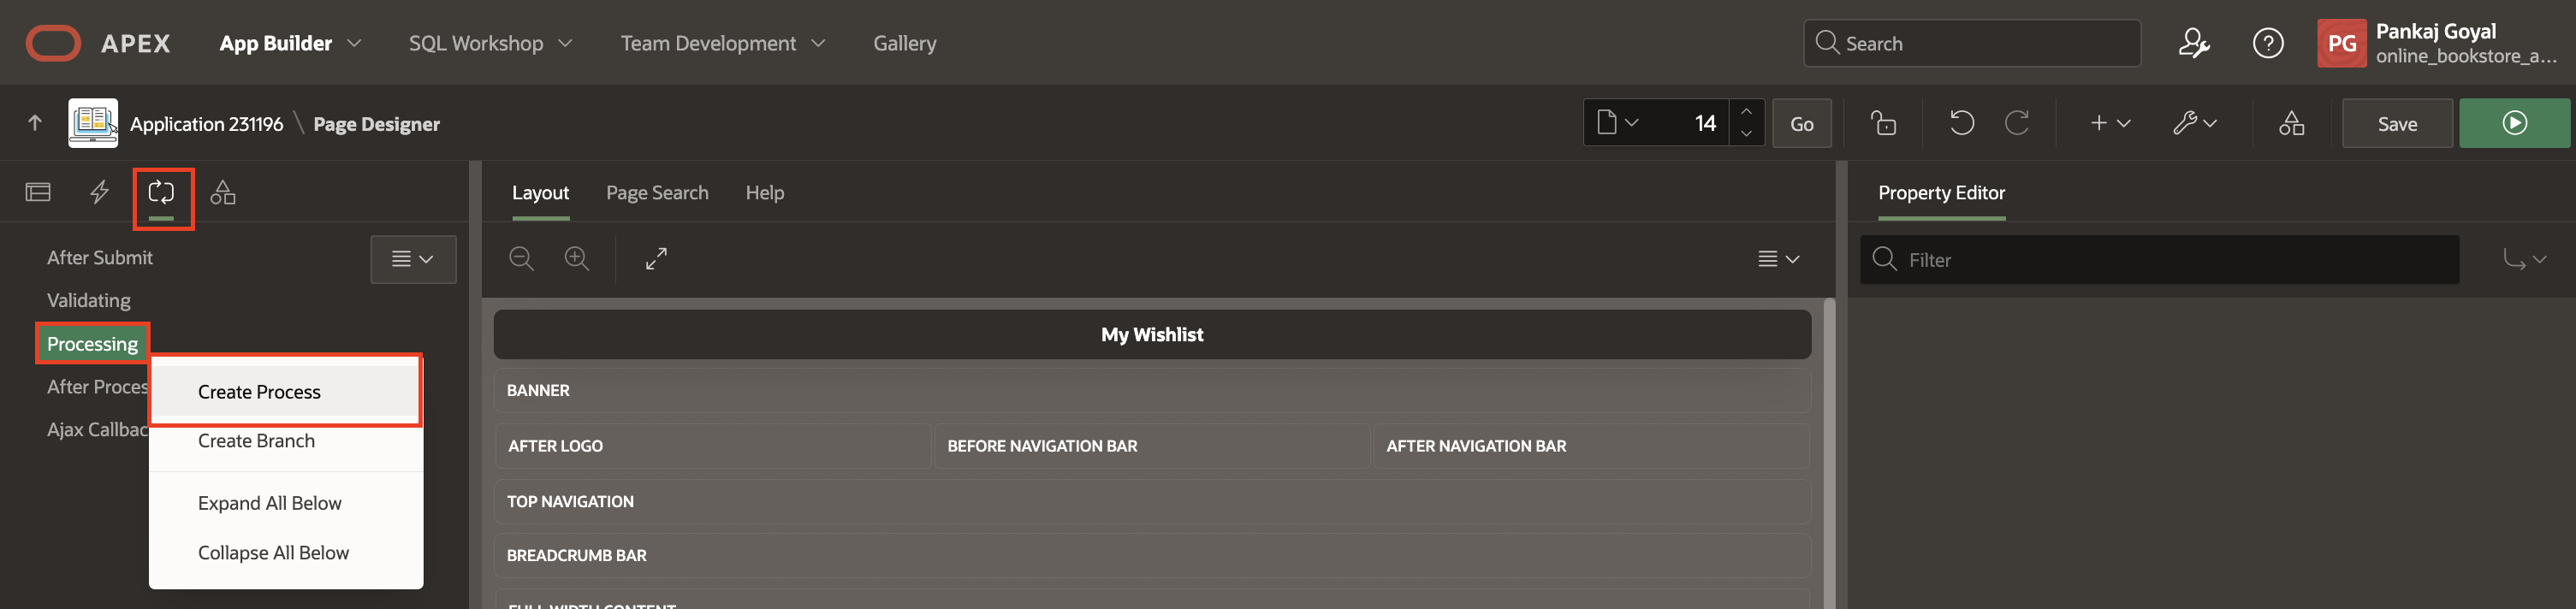 APEX App Builder SQL Workshop Team Development Gallery Search PG Pankaj Goyal
online_bookstore_a...
Application 231196 \ Page Designer 14 Go Save
Layout Page Search Help Property Editor
After Submit
Filter
Validating
Processing
My Wishlist
After Proces
Create Process
BANNER
Ajax Callbac
Create Branch
AFTER LOGO BEFORE NAVIGATION BAR AFTER NAVIGATION BAR
Expand All Below
TOP NAVIGATION
Collapse All Below
BREADCRUMB BAR
FULL WIDTH CONTENT